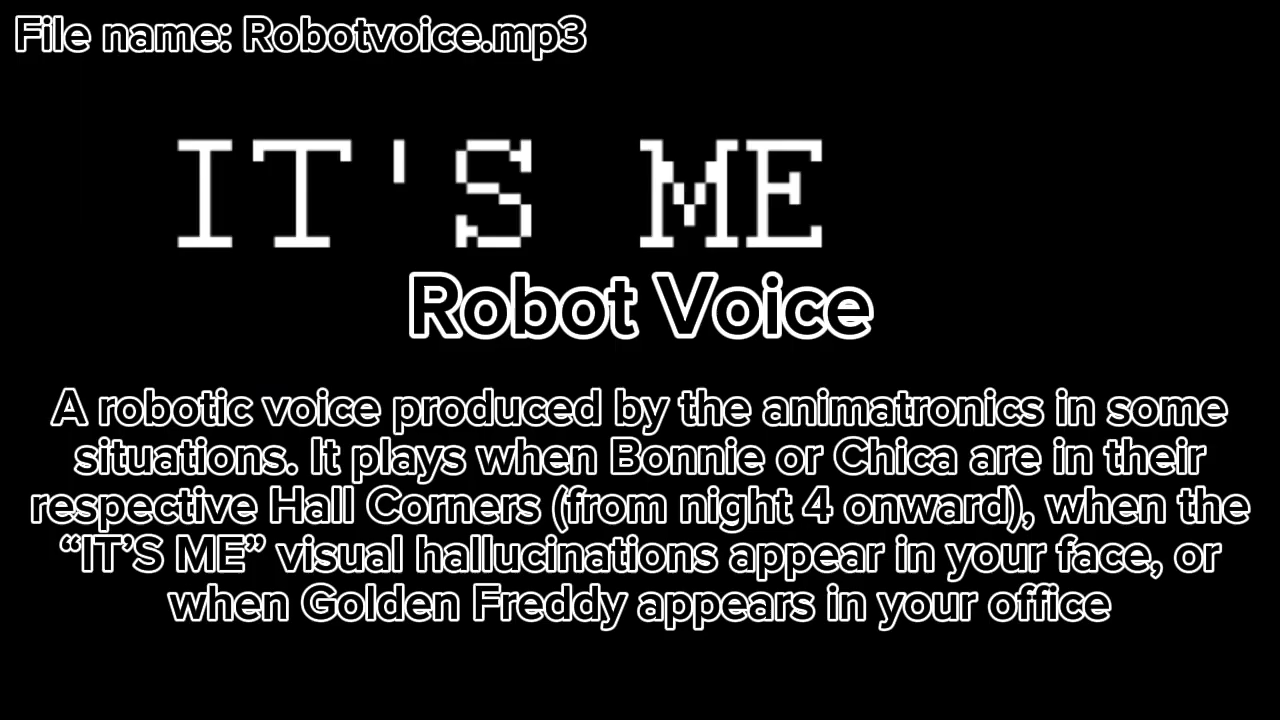 File name: Robotvoice.mp3
IT'S ME
Robot Voice
A robotic voice produced by the animatronics in some
situations. It plays when Bonnie or Chica are in their
respective Hall Corners (from night 4 onward), when the
“IT’S ME” visual hallucinations appear in your face, or
when Golden Freddy appears in your office